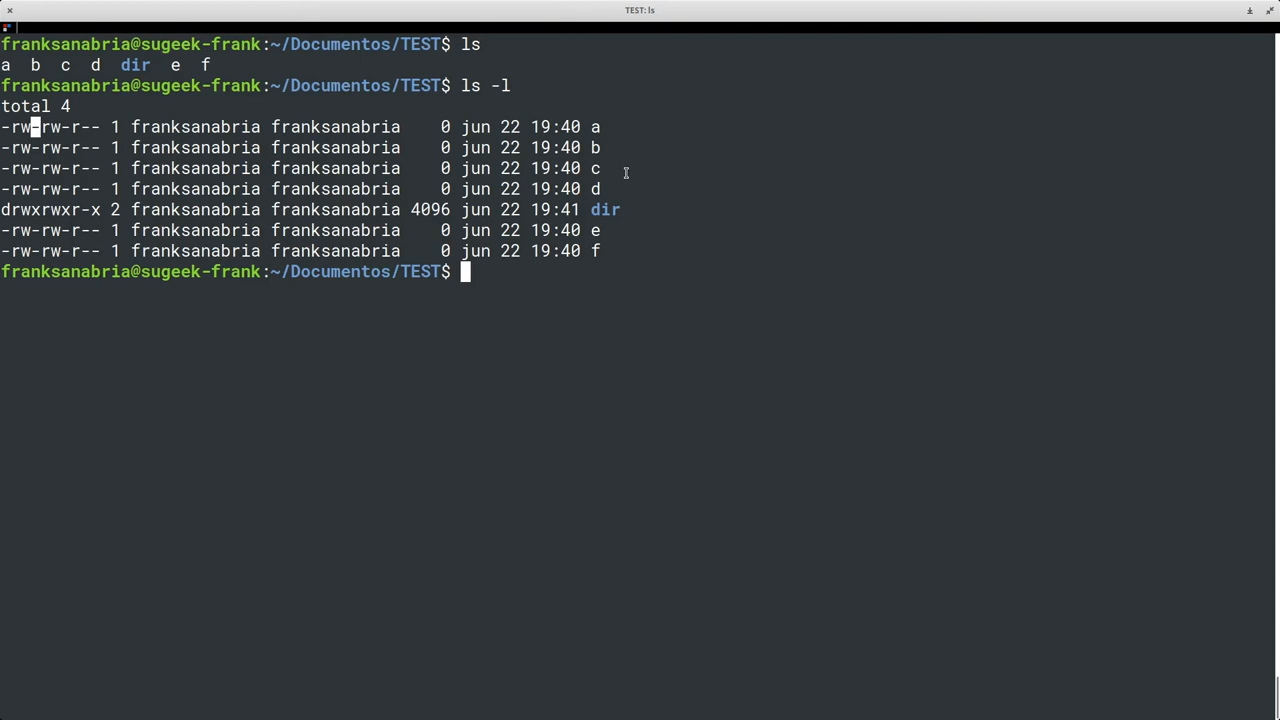 TEST: ls
franksanabria@sugeek-frank:~/Documentos/TEST$ ls
a  b  c  d  dir  e  f
franksanabria@sugeek-frank:~/Documentos/TEST$ ls -l
total 4
-rw-rw-r-- 1 franksanabria franksanabria    0 jun 22 19:40 a
-rw-rw-r-- 1 franksanabria franksanabria    0 jun 22 19:40 b
-rw-rw-r-- 1 franksanabria franksanabria    0 jun 22 19:40 c
-rw-rw-r-- 1 franksanabria franksanabria    0 jun 22 19:40 d
drwxrwxr-x 2 franksanabria franksanabria 4096 jun 22 19:41 dir
-rw-rw-r-- 1 franksanabria franksanabria    0 jun 22 19:40 e
-rw-rw-r-- 1 franksanabria franksanabria    0 jun 22 19:40 f
franksanabria@sugeek-frank:~/Documentos/TEST$